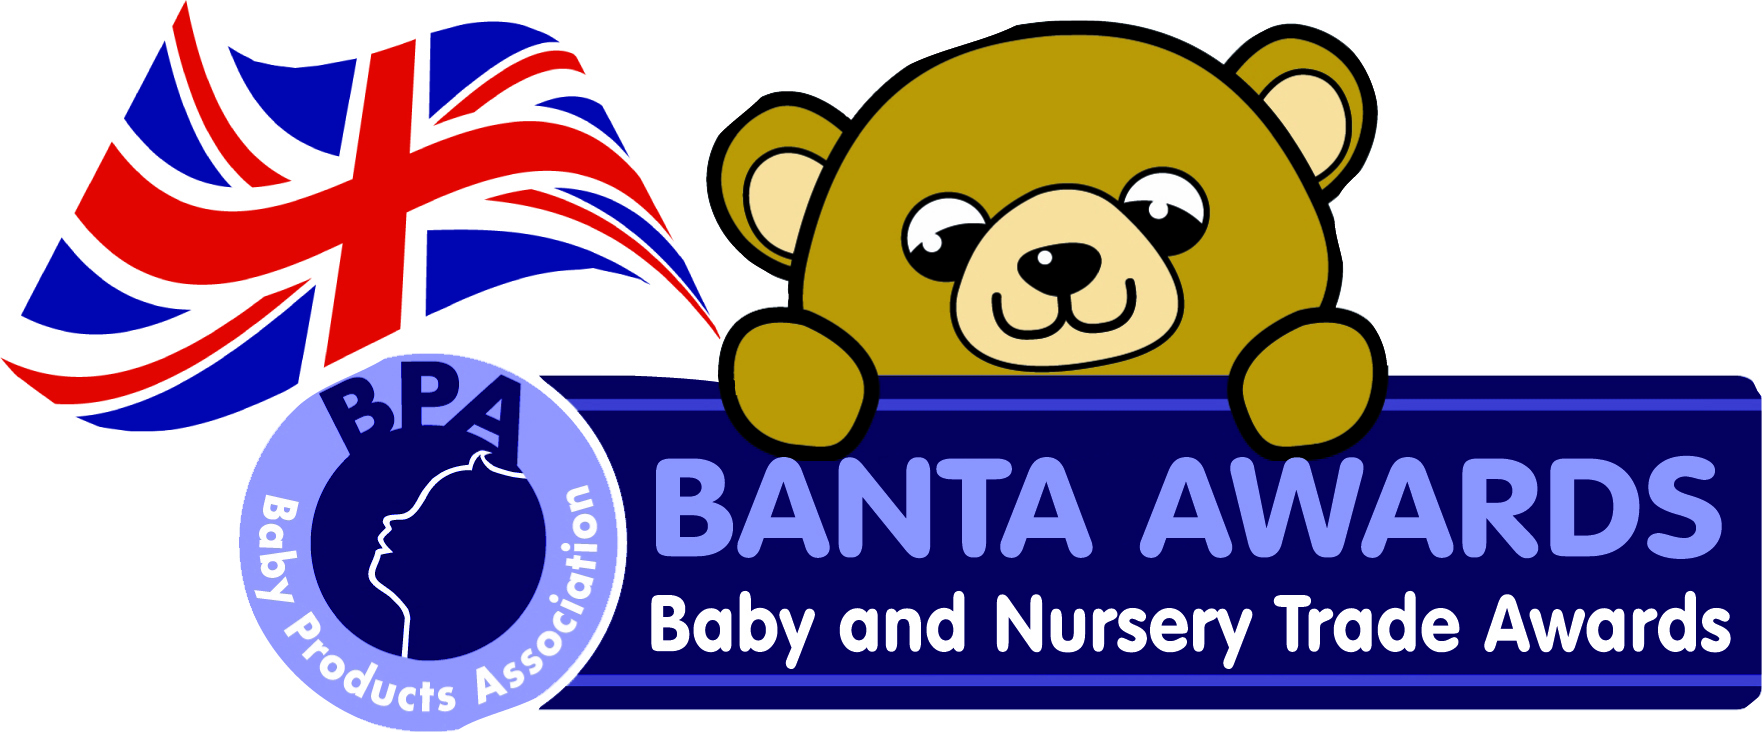 BPA
Baby Products Association
BANTA AWARDS
Baby and Nursery Trade Awards